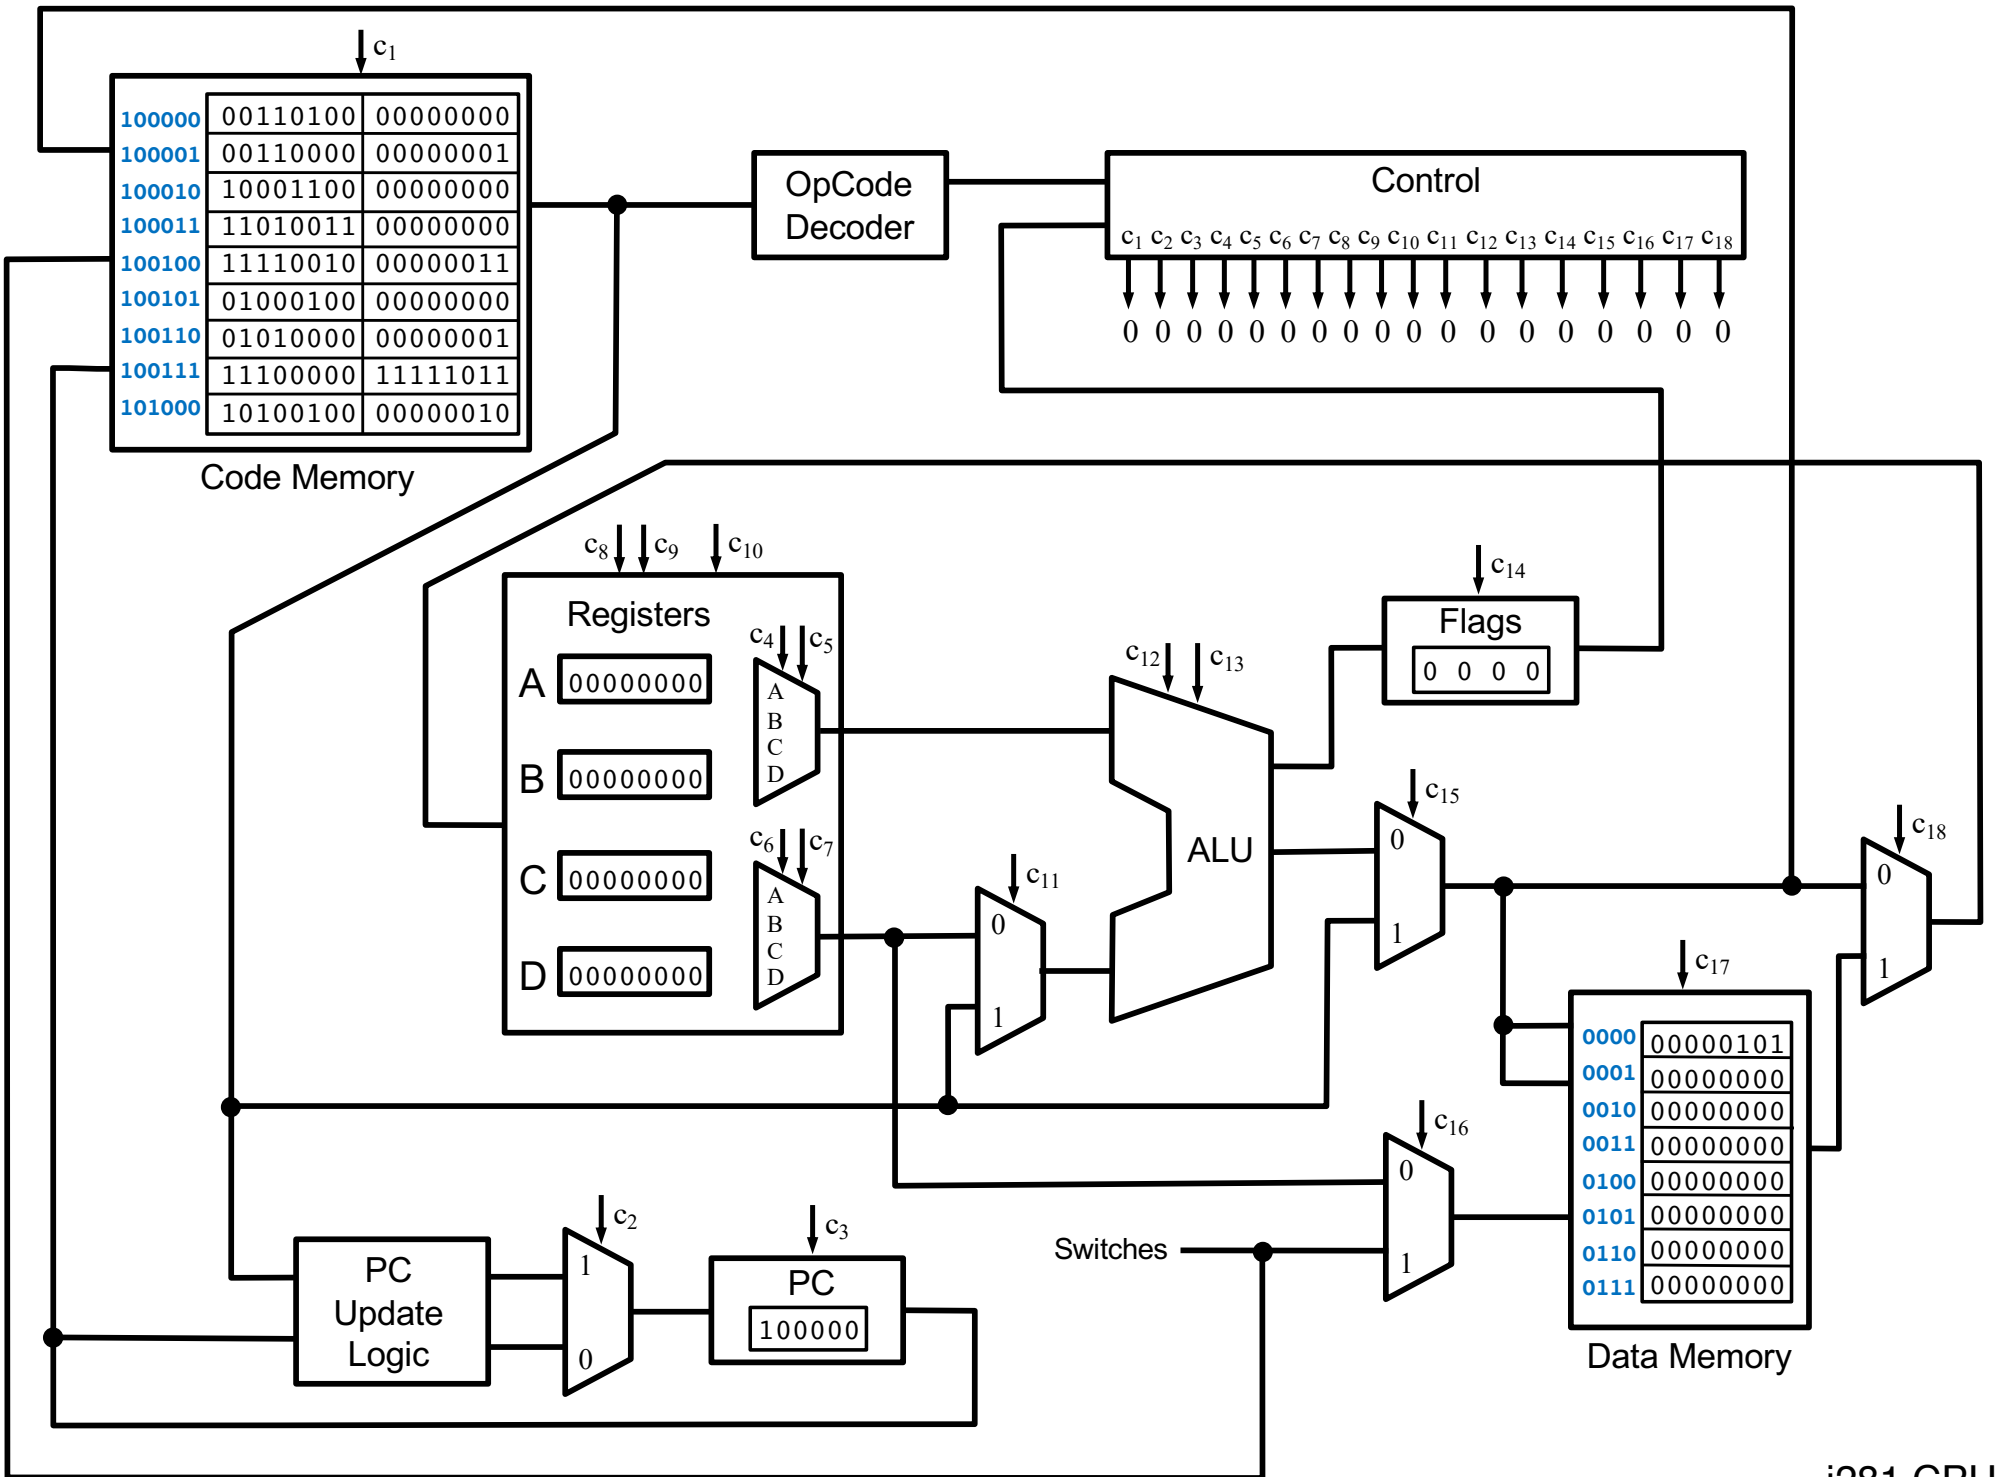 c1
100000 00110100 00000000
100001 00110000 00000001
100010 10001100 00000000
100011 11010011 00000000
100100 11110010 00000011
100101 01000100 00000000
100110 01010000 00000001
100111 11100000 11111011
101000 10100100 00000010
Code Memory
OpCode
Decoder
Control
c1 c2 c3 c4 c5 c6 c7 c8 c9 c10 c11 c12 c13 c14 c15 c16 c17 c18
0 0 0 0 0 0 0 0 0 0 0 0 0 0 0 0 0 0
c8 c9 c10
Registers
A 00000000
B 00000000
C 00000000
D 00000000
c4 c5
A
B
C
D
c6 c7
A
B
C
D
c11
0
1
c12 c13
ALU
c14
Flags
0 0 0 0
c15
0
1
c18
0
1
c17
0000 00000101
0001 00000000
0010 00000000
0011 00000000
0100 00000000
0101 00000000
0110 00000000
0111 00000000
Data Memory
c16
0
1
Switches
PC
Update
Logic
c2
1
0
c3
PC
100000